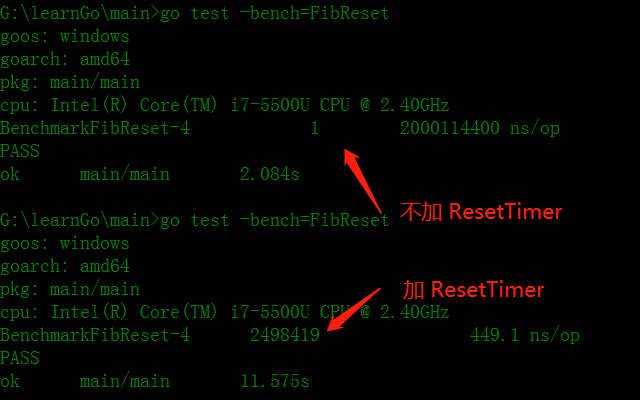 G:\learnGo\main>go test -bench=FibReset
goos: windows
goarch: amd64
pkg: main/main
cpu: Intel(R) Core(TM) i7-5500U CPU @ 2.40GHz
BenchmarkFibReset-4 1 2000114400 ns/op
PASS
ok main/main 2.084s
不加 ResetTimer
G:\learnGo\main>go test -bench=FibReset
goos: windows
goarch: amd64
加 ResetTimer
pkg: main/main
cpu: Intel(R) Core(TM) i7-5500U CPU @ 2.40GHz
BenchmarkFibReset-4 2498419 449.1 ns/op
PASS
ok main/main 11.575s